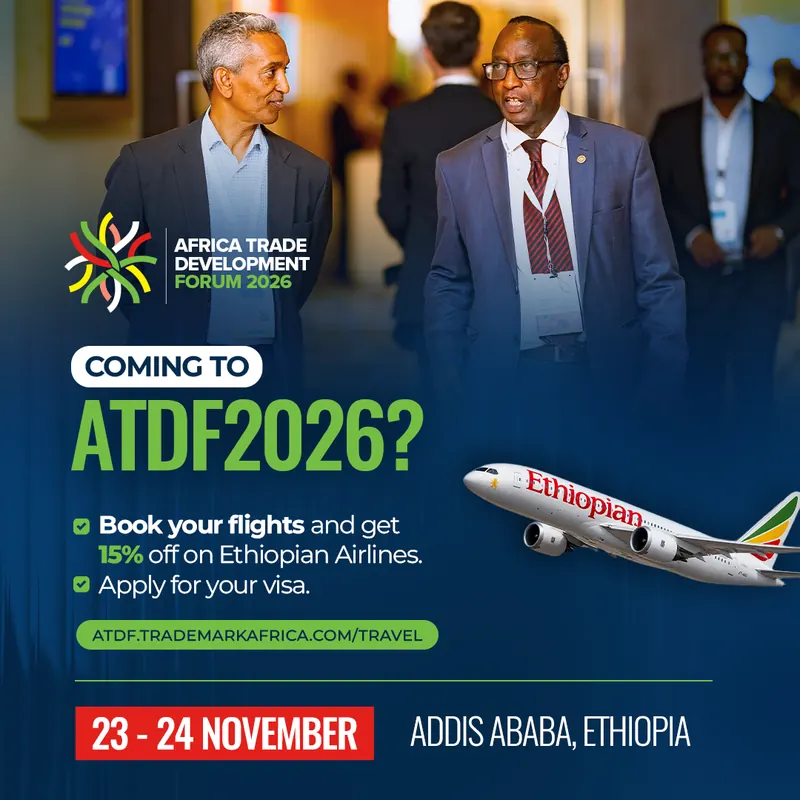 AFRICA TRADE
DEVELOPMENT
FORUM 2026
COMING TO
ATDF2026?
Book your flights and get
15% off on Ethiopian Airlines.
Apply for your visa.
Ethiopian
ATDF.TRADEMARKAFRICA.COM/TRAVEL
23 - 24 NOVEMBER
ADDIS ABABA, ETHIOPIA